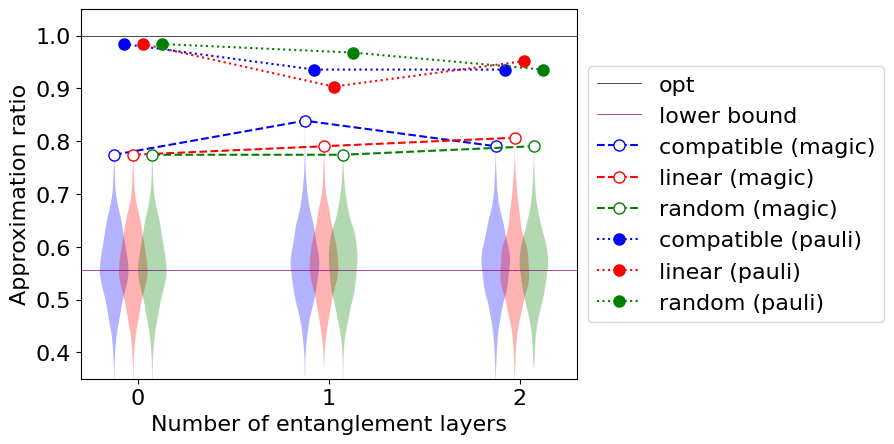 Approximation ratio
1.0
0.9
0.8
0.7
0.6
0.5
0.4
0
1
2
Number of entanglement layers
opt
lower bound
compatible (magic)
linear (magic)
random (magic)
compatible (pauli)
linear (pauli)
random (pauli)